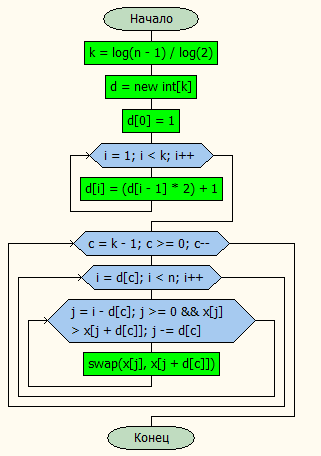 Начало
k = log(n - 1) / log(2)
d = new int[k]
d[0] = 1
i = 1; i < k; i++
d[i] = (d[i - 1] * 2) + 1
c = k - 1; c >= 0; c--
i = d[c]; i < n; i++
j = i - d[c]; j >= 0 && x[j]
> x[j + d[c]]; j -= d[c]
swap(x[j], x[j + d[c]])
Конец